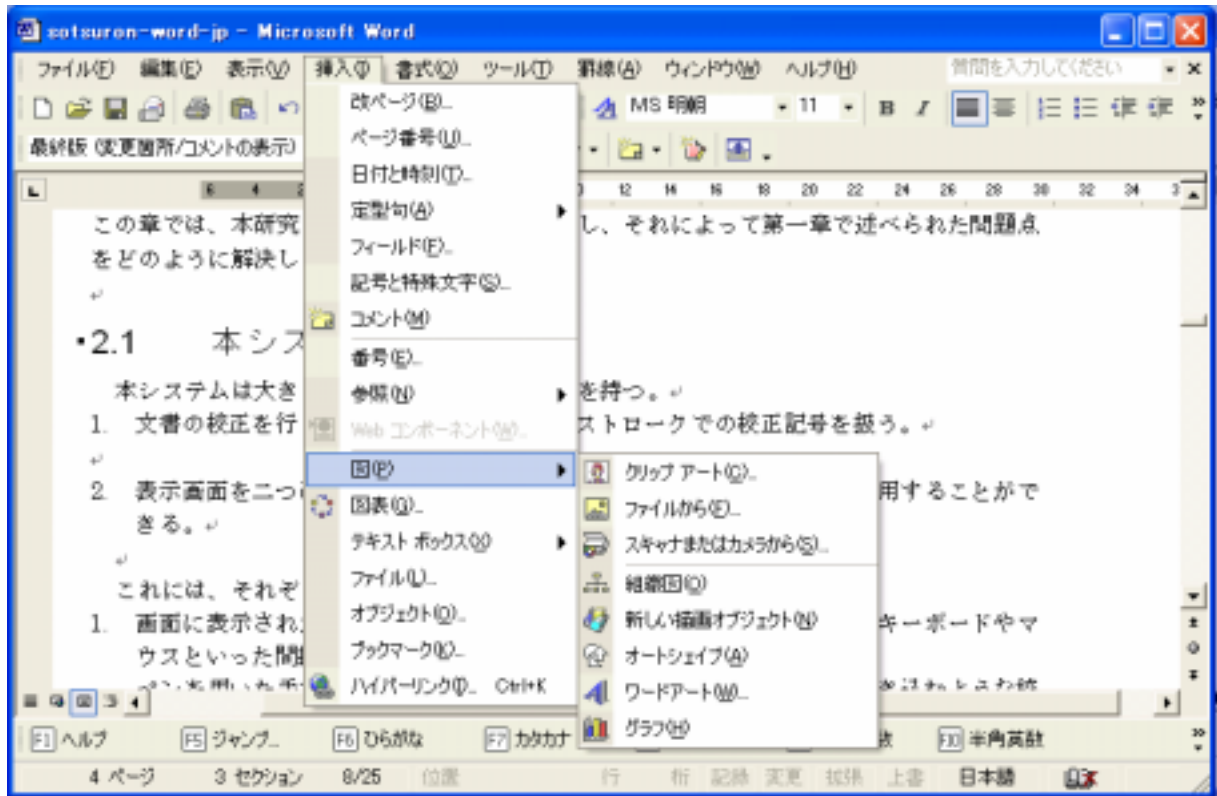 sotsuron-word-jp - Microsoft Word
ファイル(F) 編集(E) 表示(V) 挿入(I) 書式(O) ツール(T) 罫線(A) ウィンドウ(W) ヘルプ(H) 質問を入力してください
MS 明朝 11 B I
最終版 (変更箇所/コメントの表示)
6 4 2 12 14 16 18 20 22 24 26 28 30 32 34 3
この章では、本研究 し、それによって第一章で述べられた問題点
をどのように解決し
2.1 本シス
本システムは大き を持つ。
1. 文書の校正を行 ストロークでの校正記号を扱う。
2. 表示画面を二つ 用することがで
きる。
これには、それぞ
1. 画面に表示され キーボードやマ
ウスといった間
改ページ(B)...
ページ番号(U)...
日付と時刻(T)...
定型句(A)
フィールド(F)...
記号と特殊文字(S)...
コメント(M)
番号(E)...
参照(N)
Web コンポーネント(W)...
図(P)
図表(G)...
テキスト ボックス(X)
ファイル(L)...
オブジェクト(O)...
ブックマーク(K)...
ハイパーリンク(I)... Ctrl+K
クリップ アート(C)...
ファイルから(F)...
スキャナまたはカメラから(S)...
組織図(O)
新しい描画オブジェクト(N)
オートシェイプ(A)
ワードアート(W)...
グラフ(H)
F1 ヘルプ F5 ジャンプ... F6 ひらがな F7 カタカナ 数 F10 半角英数
4 ページ 3 セクション 8/25 位置 行 桁 記録 変更 拡張 上書 日本語